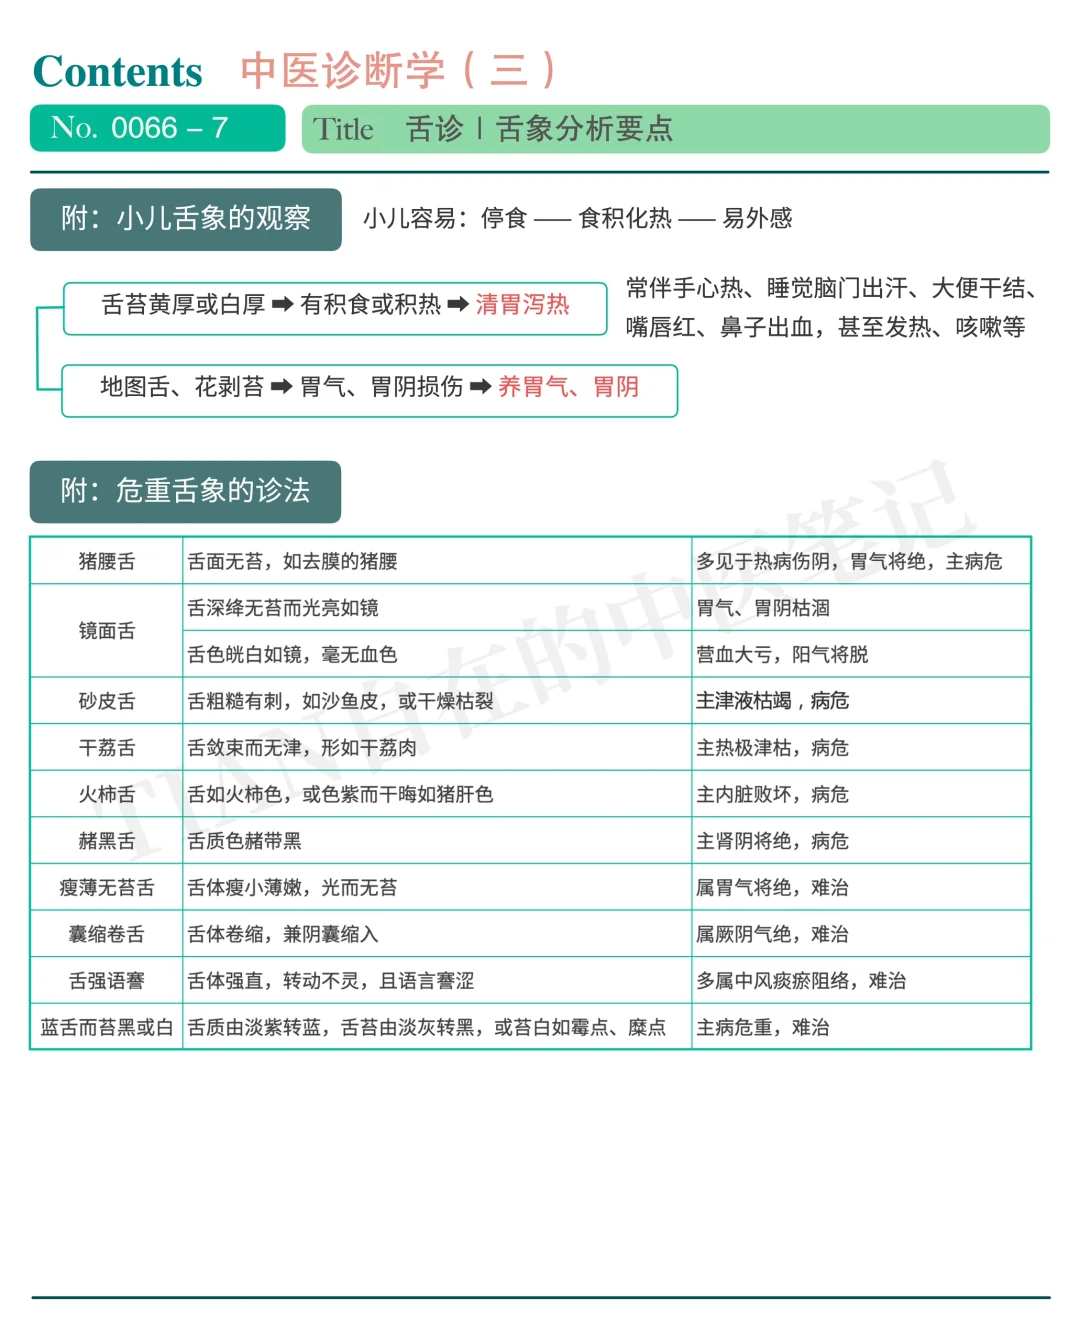 Contents 中医诊断学（三）
No. 0066 – 7
Title 舌诊 | 舌象分析要点
附：小儿舌象的观察
小儿容易：停食 —— 食积化热 —— 易外感
舌苔黄厚或白厚 ➡ 有积食或积热 ➡ 清胃泻热
常伴手心热、睡觉脑门出汗、大便干结、
嘴唇红、鼻子出血，甚至发热、咳嗽等
地图舌、花剥苔 ➡ 胃气、胃阴损伤 ➡ 养胃气、胃阴
附：危重舌象的诊法
猪腰舌 舌面无苔，如去膜的猪腰 多见于热病伤阴，胃气将绝，主病危
镜面舌 舌深绛无苔而光亮如镜 胃气、胃阴枯涸
舌色㿠白如镜，毫无血色 营血大亏，阳气将脱
砂皮舌 舌粗糙有刺，如沙鱼皮，或干燥枯裂 主津液枯竭，病危
干荔舌 舌敛束而无津，形如干荔肉 主热极津枯，病危
火柿舌 舌如火柿色，或色紫而干晦如猪肝色 主内脏败坏，病危
赭黑舌 舌质色赭带黑 主肾阴将绝，病危
瘦薄无苔舌 舌体瘦小薄嫩，光而无苔 属胃气将绝，难治
囊缩卷舌 舌体卷缩，兼阴囊缩入 属厥阴气绝，难治
舌强语謇 舌体强直，转动不灵，且语言謇涩 多属中风痰瘀阻络，难治
蓝舌而苔黑或白 舌质由淡紫转蓝，舌苔由淡灰转黑，或苔白如霉点、糜点 主病危重，难治
TIAN自在的中医笔记